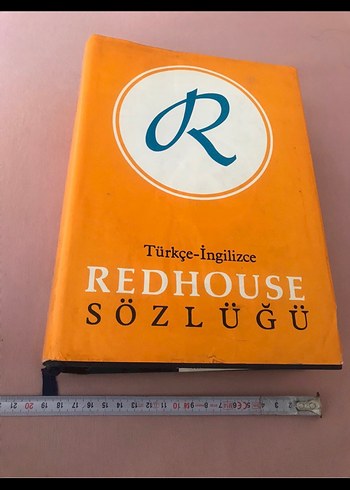 R
Türkçe-İngilizce
REDHOUSE
SÖZLÜĞÜ